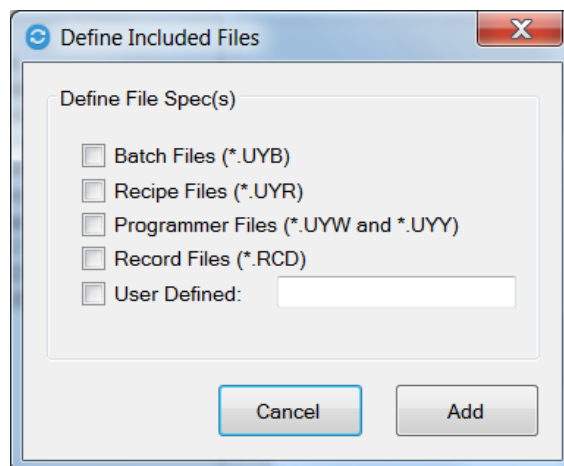 Define Included Files
Define File Spec(s)
Batch Files (*.UYB)
Recipe Files (*.UYR)
Programmer Files (*.UYW and *.UYY)
Record Files (*.RCD)
User Defined:
Cancel Add